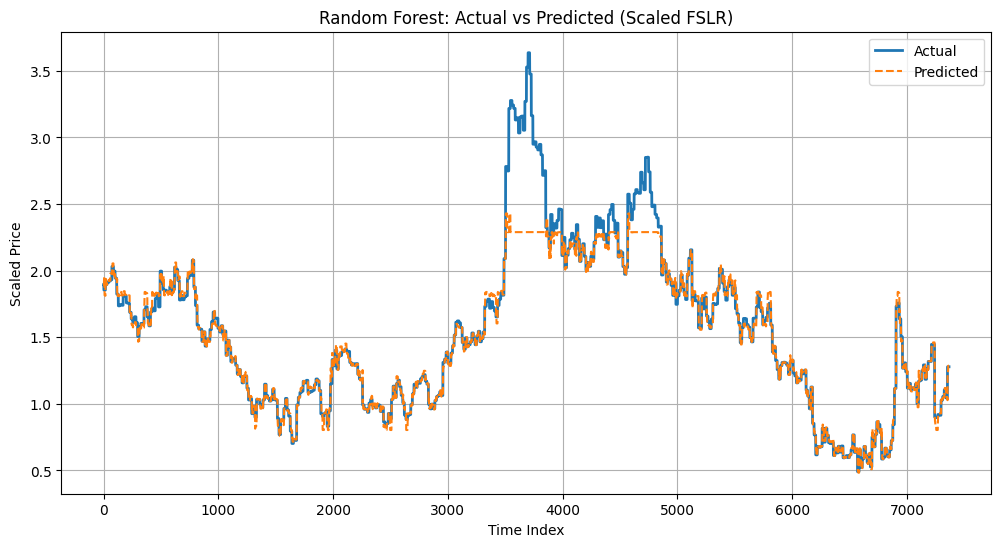 Random Forest: Actual vs Predicted (Scaled FSLR)
Actual
Predicted
3.5
3.0
2.5
2.0
1.5
1.0
0.5
Scaled Price
0 1000 2000 3000 4000 5000 6000 7000
Time Index